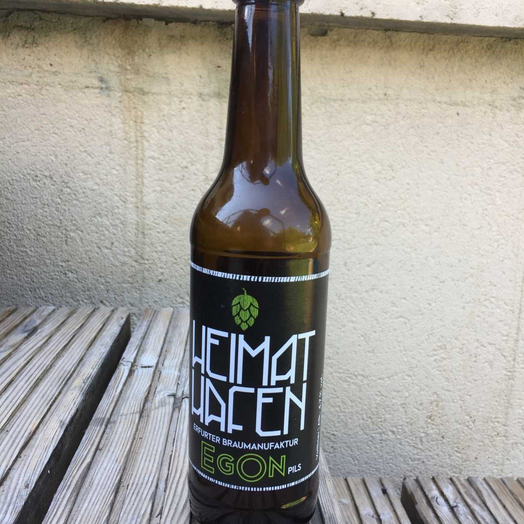 HEIMAT
HAFEN
ERFURTER BRAUMANUFAKTUR
EGON PILS